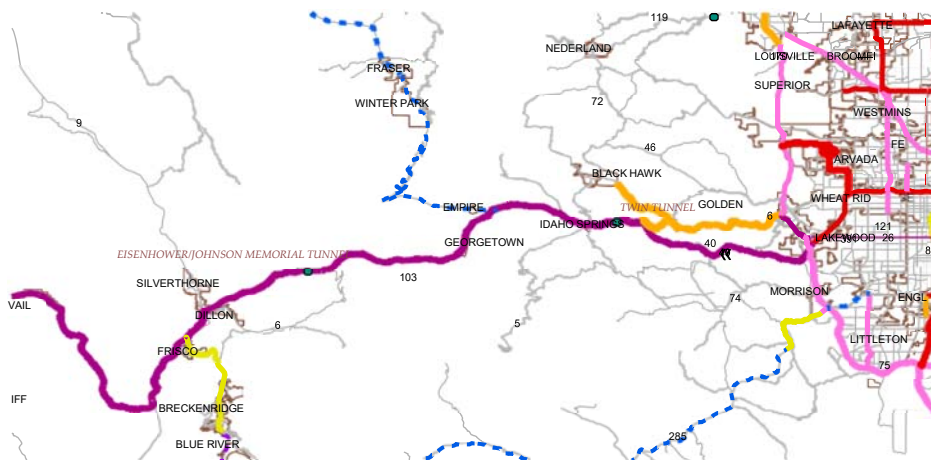 119
LAFAYETTE
NEDERLAND
LOUISVILLE
BROOMFI
FRASER
SUPERIOR
WINTER PARK
72
WESTMINS
9
FE
46
ARVADA
BLACK HAWK
WHEAT RID
TWIN TUNNEL
GOLDEN
EMPIRE
6
IDAHO SPRINGS
121
LAKEWOOD
26
40
GEORGETOWN
8
EISENHOWER/JOHNSON MEMORIAL TUNNE
103
SILVERTHORNE
MORRISON
74
ENGL
VAIL
DILLON
5
6
LITTLETON
FRISCO
75
IFF
BRECKENRIDGE
285
BLUE RIVER